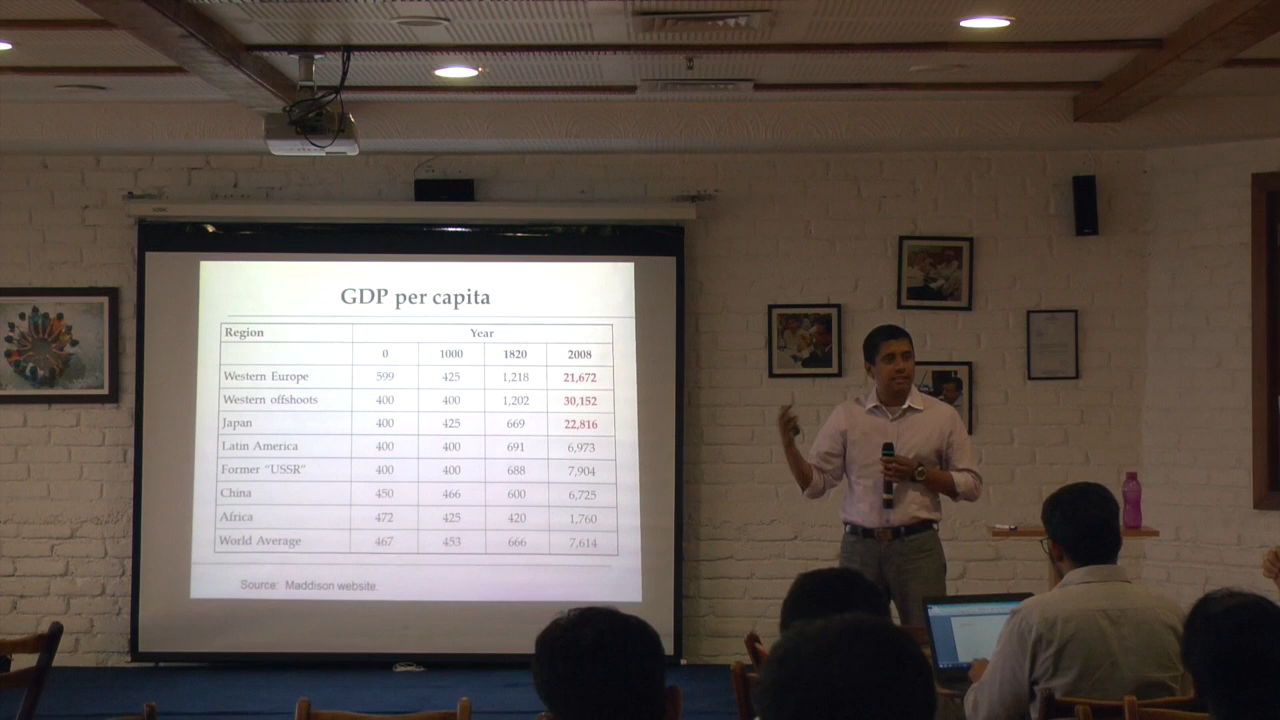 GDP per capita
Region Year
0 1000 1820 2008
Western Europe 599 425 1,218 21,672
Western offshoots 400 400 1,202 30,152
Japan 400 425 669 22,816
Latin America 400 400 691 6,973
Former "USSR" 400 400 688 7,904
China 450 466 600 6,725
Africa 472 425 420 1,760
World Average 467 453 666 7,614
Source: Maddison website.